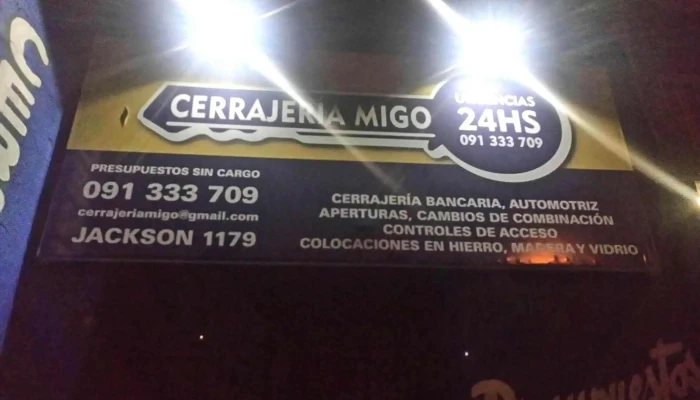 CERRAJERIA MIGO
URGENCIAS
24HS
091 333 709
PRESUPUESTOS SIN CARGO
091 333 709
cerrajeriamigo@gmail.com
JACKSON 1179
CERRAJERÍA BANCARIA, AUTOMOTRIZ
APERTURAS, CAMBIOS DE COMBINACIÓN
CONTROLES DE ACCESO
COLOCACIONES EN HIERRO, MADERA Y VIDRIO
Presupuestos